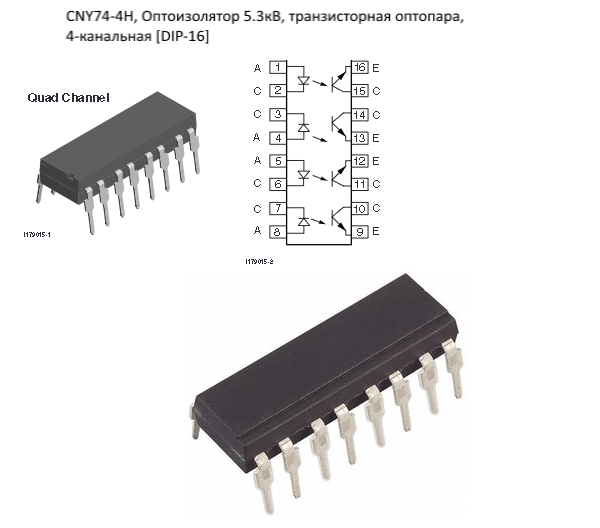 CNY74-4H, Оптоизолятор 5.3кВ, транзисторная оптопара,
4-канальная [DIP-16]
Quad Channel
A 1 16 E
C 2 15 C
C 3 14 C
A 4 13 E
A 5 12 E
C 6 11 C
C 7 10 C
A 8 9 E
i179015-1
i179015-2